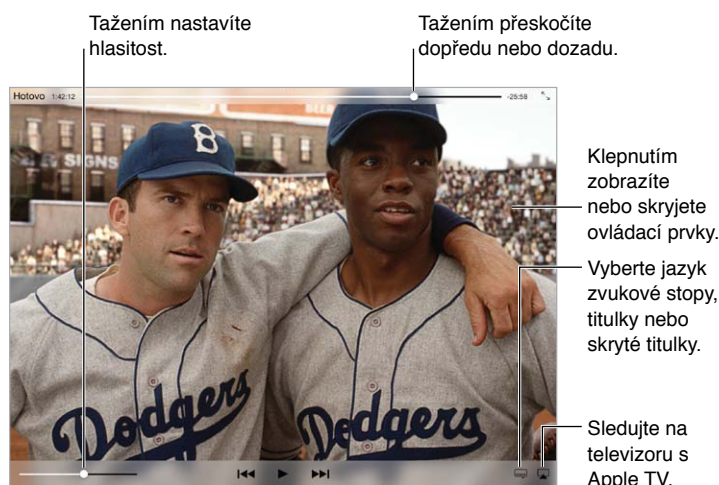 Tažením nastavíte
hlasitost.
Tažením přeskočíte
dopředu nebo dozadu.
Hotovo 1:42:12
-25:58
B
SIGNS
Klepnutím
zobrazíte
nebo skryjete
ovládací prvky.
Vyberte jazyk
zvukové stopy,
titulky nebo
skryté titulky.
Dodgers
Dodgers
Sledujte na
televizoru s
Apple TV.